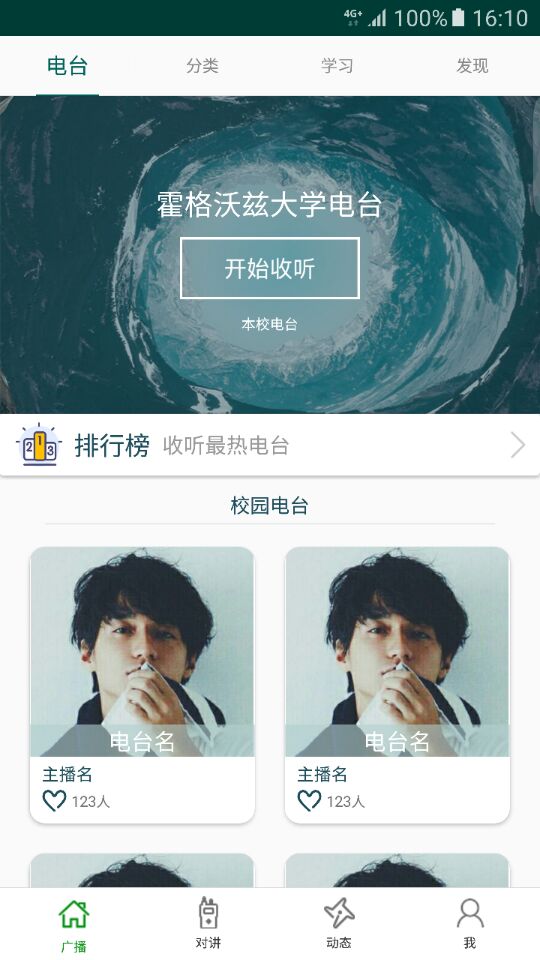 4G+ 100% 16:10
电台 分类 学习 发现
霍格沃兹大学电台
开始收听
本校电台
1 2 3
排行榜 收听最热电台
校园电台
电台名 电台名
主播名 主播名
123人 123人
广播 对讲 动态 我